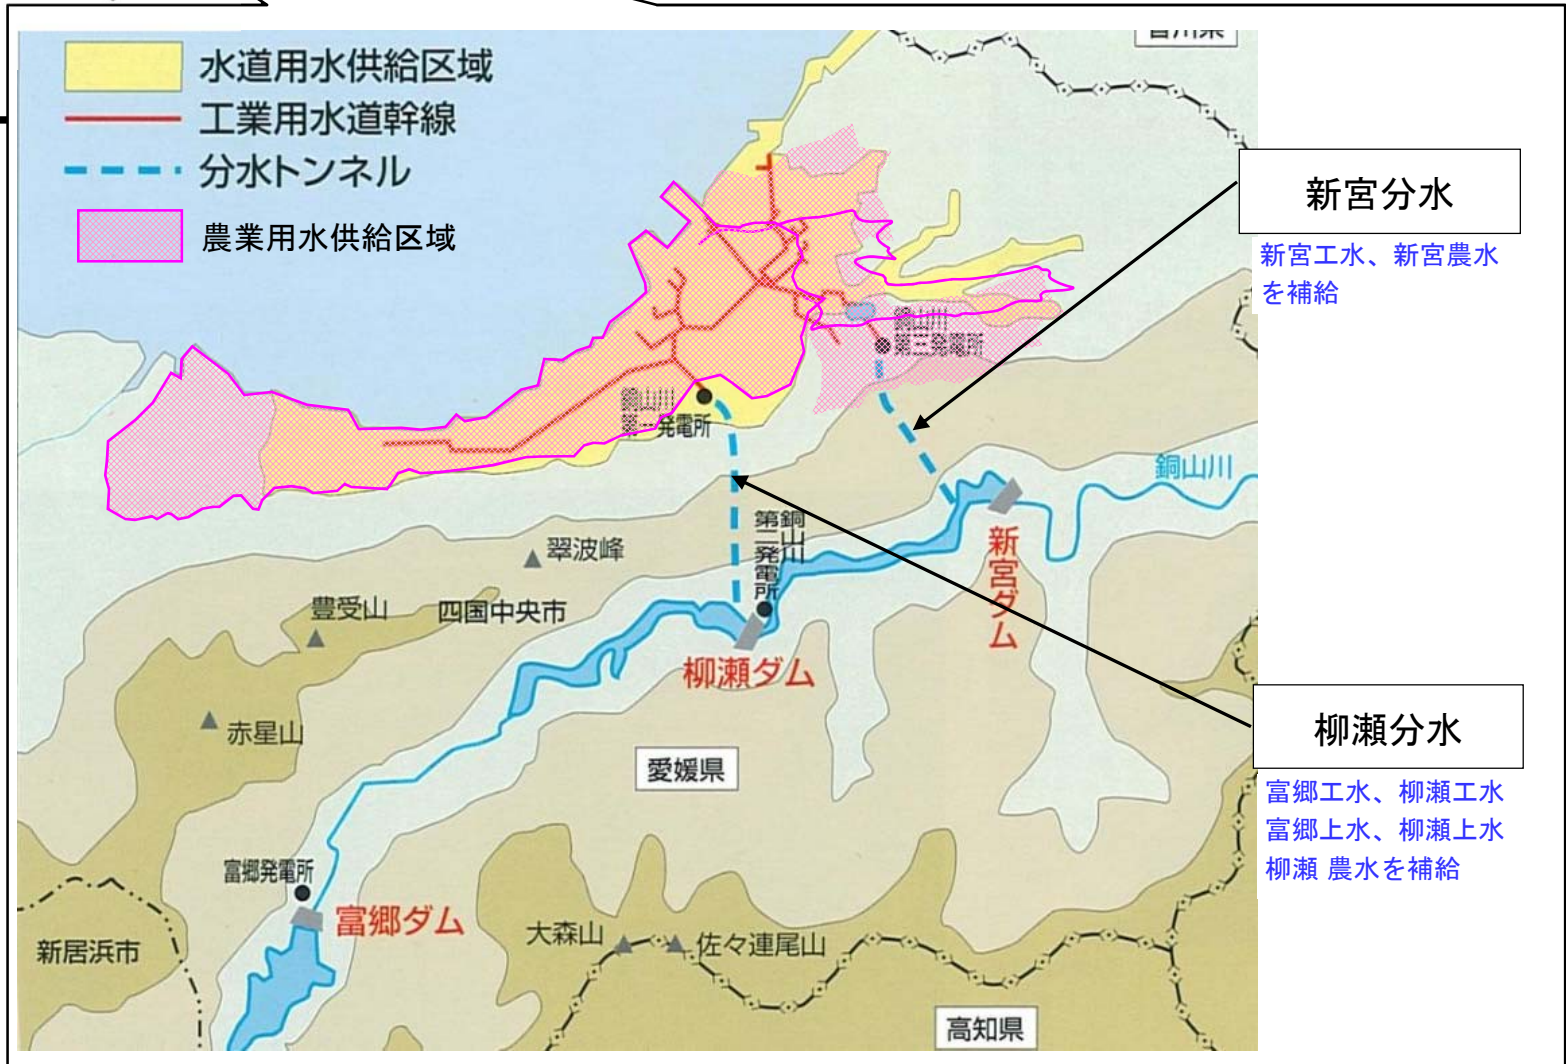 水道用水供給区域
工業用水道幹線
分水トンネル
農業用水供給区域
新宮分水
新宮工水、新宮農水
を補給
銅山川
第三発電所
銅山川
第一発電所
銅山川
銅山川
第二発電所
新宮ダム
翠波峰
豊受山
四国中央市
柳瀬ダム
赤星山
愛媛県
柳瀬分水
富郷工水、柳瀬工水
富郷上水、柳瀬上水
柳瀬 農水を補給
富郷発電所
富郷ダム
新居浜市
大森山
佐々連尾山
高知県